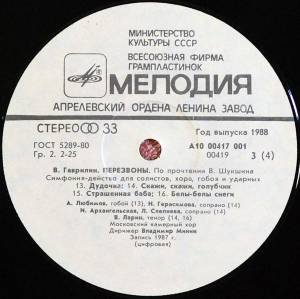 МИНИСТЕРСТВО
КУЛЬТУРЫ СССР
ВСЕСОЮЗНАЯ ФИРМА
ГРАМПЛАСТИНОК
МЕЛОДИЯ
АПРЕЛЕВСКИЙ ОРДЕНА ЛЕНИНА ЗАВОД
СТЕРЕО 33
Год выпуска 1988
ГОСТ 5289-80
А10 00417 001
Гр. 2. 2-25
00419 3 (4)
В. Гаврилин. ПЕРЕЗВОНЫ. По прочтении В. Шукшина
Симфония-действо для солистов, хора, гобоя и ударных
13. Дудочка; 14. Скажи, скажи, голубчик
15. Страшенная баба; 16. Белы-белы снеги
А. Любимов, гобой (13), Н. Герасимова, сопрано (14)
Н. Архангельская, Л. Степиева, сопрано (14)
В. Ларин, тенор (14, 16)
Московский камерный хор
Дирижер Владимир Минин
Запись 1987 г.
(цифровая)